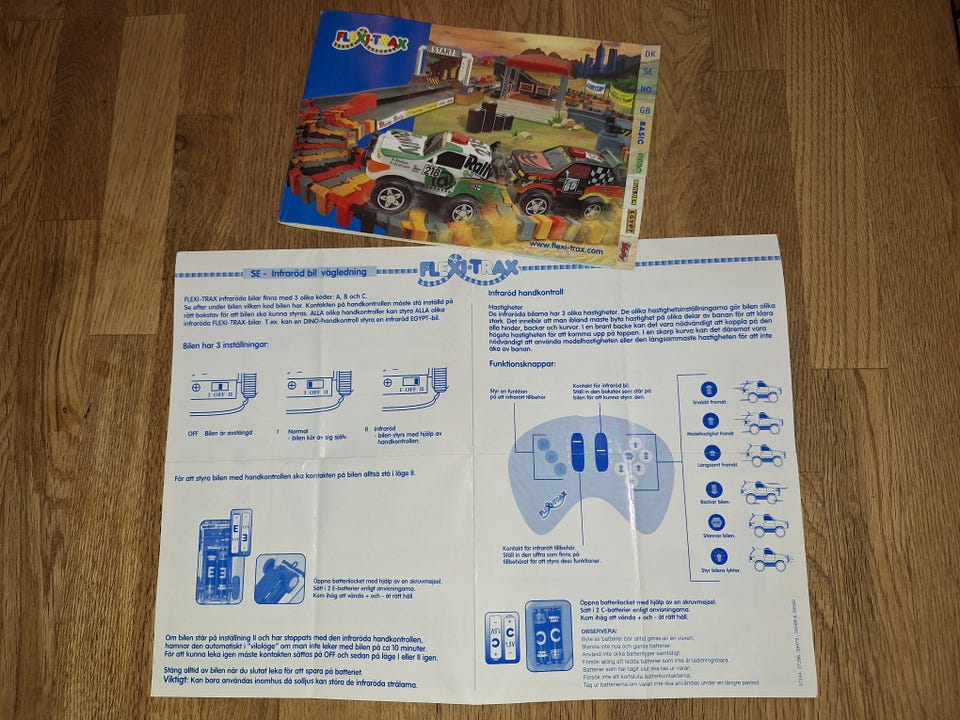 FLEXI-TRAX
START
DK
SE
NO
GB
BASIC
EGYPT
Rally
218
www.flexi-trax.com
SE - Infraröd bil vägledning
FLEXI-TRAX
FLEXI-TRAX infraröda bilar finns med 3 olika koder: A, B och C.
Se efter under bilen vilken kod bilen har. Kontakten på handkontrollen måste stå inställd på
rätt bokstav för att bilen ska kunna styras. ALLA olika handkontroller kan styra ALLA olika
infraröda FLEXI-TRAX-bilar. T.ex. kan en DINO-handkontroll styra en infraröd EGYPT-bil.
Bilen har 3 inställningar:
I OFF II
I OFF II
I OFF II
OFF Bilen är avstängd.
I Normal
- bilen kör av sig själv.
II Infraröd
- bilen styrs med hjälp av
handkontrollen.
För att styra bilen med handkontrollen ska kontakten på bilen alltså stå i läge II.
E
E
Öppna batterilocket med hjälp av en skruvmejsel.
Sätt i 2 E-batterier enligt anvisningarna.
Kom ihåg att vända + och - åt rätt håll.
Om bilen står på inställning II och har stoppats med den infraröda handkontrollen,
hamnar den automatiskt i "viloläge" om man inte leker med bilen på ca 10 minuter.
För att kunna leka igen måste kontakten sättas på OFF och sedan på läge I eller II igen.
Stäng alltid av bilen när du slutat leka för att spara på batteriet.
Viktigt: Kan bara användas inomhus då solljus kan störa de infraröda strålarna.
Infraröd handkontroll
Hastigheter
De infraröda bilarna har 3 olika hastigheter. De olika hastighetsinställningarna gör bilen olika
stark. Det innebär att man ibland måste byta hastighet på olika delar av banan för att klara
alla hinder, backar och kurvor. I en brant backe kan det vara nödvändigt att koppla på den
högsta hastigheten för att komma upp på toppen. I en skarp kurva kan det däremot vara
nödvändigt att använda medelhastigheten eller den långsammaste hastigheten för att inte
åka av banan.
Funktionsknappar:
Styr en funktion
på ett infrarött tillbehör
Kontakt för infraröd bil.
Ställ in den bokstav som står på
bilen för att kunna styra den.
Snabbt framåt.
Medelhastighet framåt.
Långsamt framåt.
Backar bilen.
Stannar bilen.
Styr bilens lyktor.
FLEXI-TRAX
Kontakt för infrarött tillbehör.
Ställ in den siffra som finns på
tillbehöret för att styra dess funktioner.
C
1,5V
C
C
Öppna batterilocket med hjälp av en skruvmejsel.
Sätt i 2 C-batterier enligt anvisningarna.
Kom ihåg att vända + och - åt rätt håll.
OBSERVERA!
Byte av batterier bör alltid göras av en vuxen.
Blanda inte nya och gamla batterier.
Använd inte olika batterityper samtidigt.
Försök aldrig att ladda batterier som inte är laddningsbara.
Batterier som har tagit slut ska tas ur varan.
Försök inte att kortsluta batterikontakterna.
Tag ur batterierna om varan inte ska användas under en längre period.